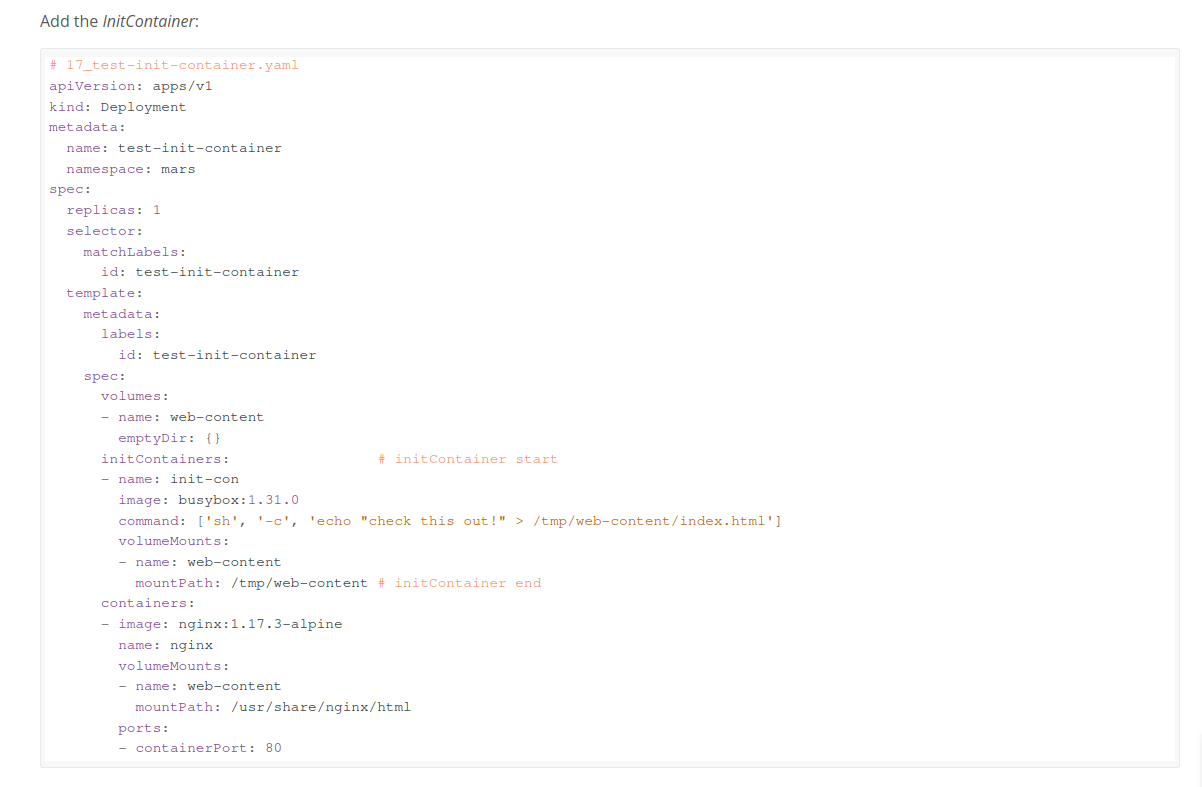 Add the InitContainer:
# 17_test-init-container.yaml
apiVersion: apps/v1
kind: Deployment
metadata:
  name: test-init-container
  namespace: mars
spec:
  replicas: 1
  selector:
    matchLabels:
      id: test-init-container
  template:
    metadata:
      labels:
        id: test-init-container
    spec:
      volumes:
      - name: web-content
        emptyDir: {}
      initContainers:                 # initContainer start
      - name: init-con
        image: busybox:1.31.0
        command: ['sh', '-c', 'echo "check this out!" > /tmp/web-content/index.html']
        volumeMounts:
        - name: web-content
          mountPath: /tmp/web-content # initContainer end
      containers:
      - image: nginx:1.17.3-alpine
        name: nginx
        volumeMounts:
        - name: web-content
          mountPath: /usr/share/nginx/html
        ports:
        - containerPort: 80